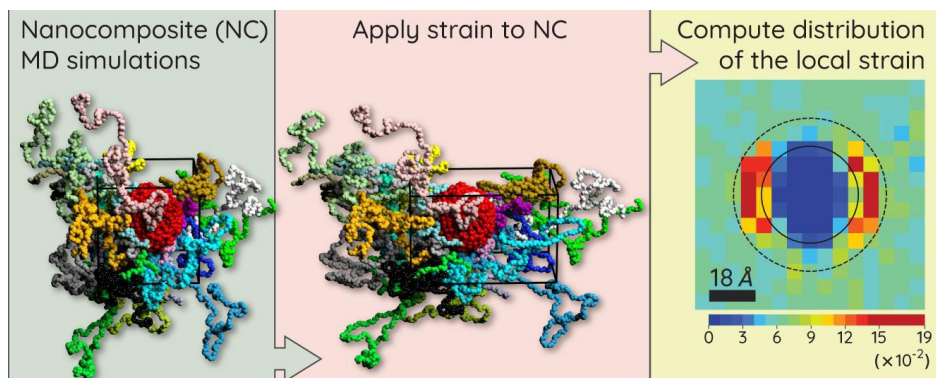 Nanocomposite (NC)
MD simulations
Apply strain to NC
Compute distribution
of the local strain
18 Å
0 3 6 9 12 15 19
(×10⁻²)